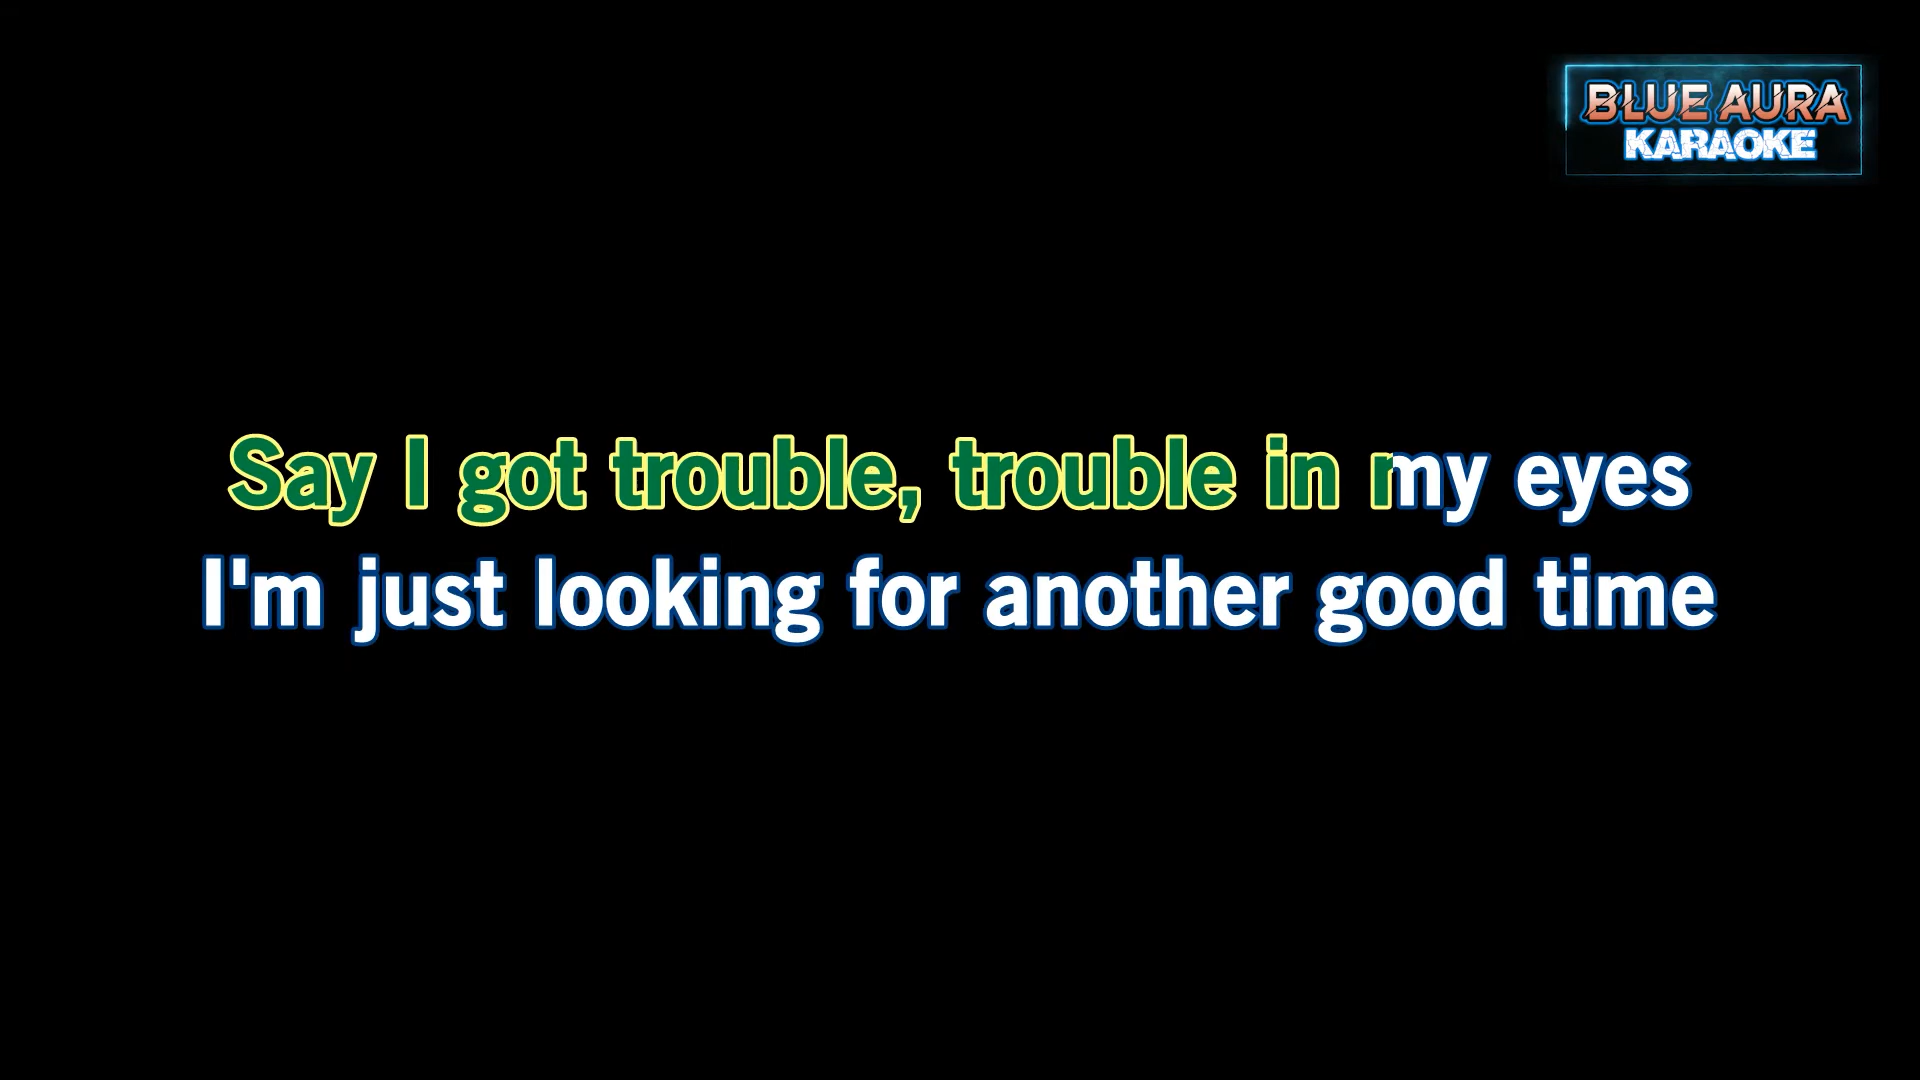 BLUE AURA
KARAOKE
Say I got trouble, trouble in my eyes
I'm just looking for another good time